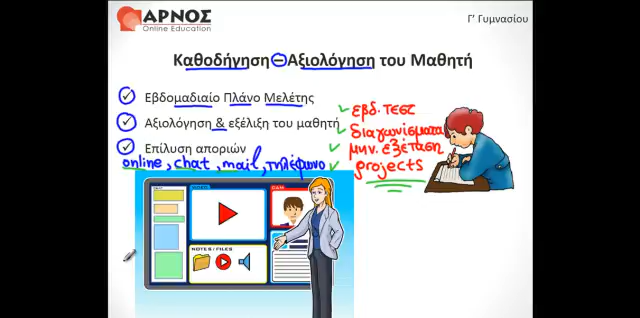 ΑΡΝΟΣ
Online Education
Γ' Γυμνασίου
Καθοδήγηση – Αξιολόγηση του Μαθητή
Εβδομαδιαίο Πλάνο Μελέτης
Αξιολόγηση & εξέλιξη του μαθητή
Επίλυση αποριών
online, chat, mail, τηλέφωνο
εβδ. τεστ
διαγωνίσματα
μην. εξέταση
projects
NOTES / FILES